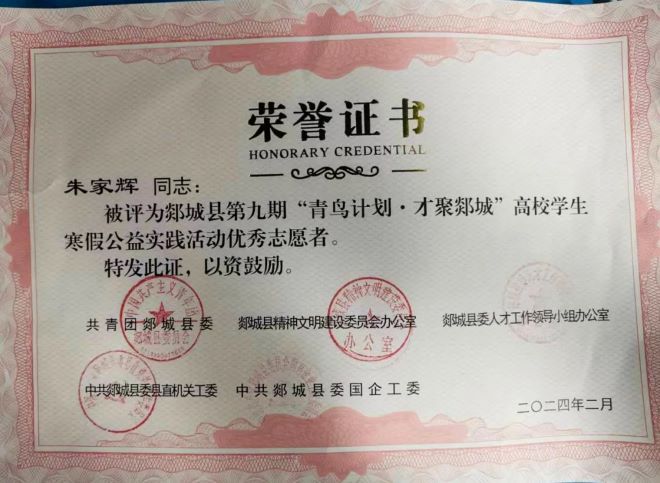 荣誉证书
HONORARY CREDENTIAL
朱家辉 同志：
被评为郯城县第九期“青鸟计划·才聚郯城”高校学生
寒假公益实践活动优秀志愿者。
特发此证，以资鼓励。
共青团郯城县委 郯城县精神文明建设委员会办公室 郯城县委人才工作领导小组办公室
中共郯城县委县直机关工委 中共郯城县委国企工委
二〇二四年二月